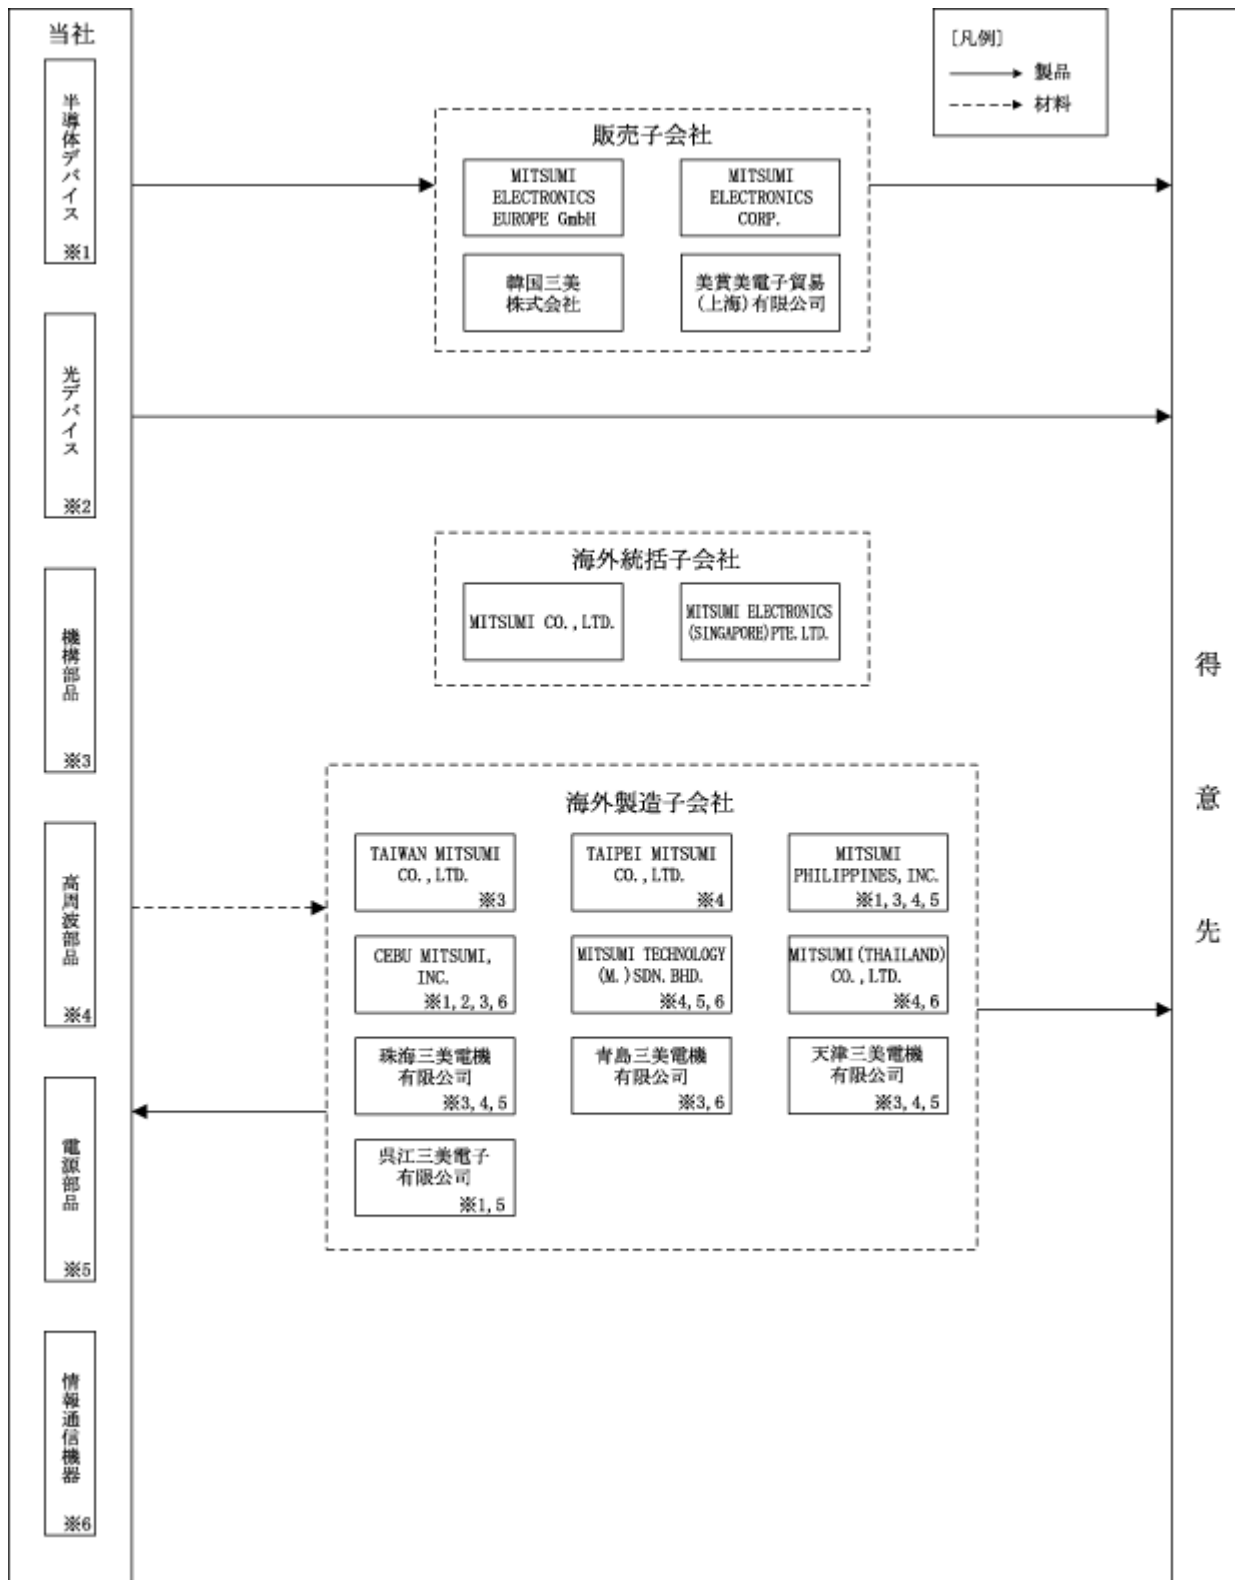 当社
半導体デバイス
※1
光デバイス
※2
機構部品
※3
高周波部品
※4
電源部品
※5
情報通信機器
※6
販売子会社
MITSUMI
ELECTRONICS
EUROPE GmbH
MITSUMI
ELECTRONICS
CORP.
韓国三美
株式会社
美賞美電子貿易
(上海)有限公司
海外統括子会社
MITSUMI CO.,LTD.
MITSUMI ELECTRONICS
(SINGAPORE)PTE.LTD.
海外製造子会社
TAIWAN MITSUMI
CO.,LTD.
※3
TAIPEI MITSUMI
CO.,LTD.
※4
MITSUMI
PHILIPPINES,INC.
※1,3,4,5
CEBU MITSUMI,
INC.
※1,2,3,6
MITSUMI TECHNOLOGY
(M.)SDN.BHD.
※4,5,6
MITSUMI(THAILAND)
CO.,LTD.
※4,6
珠海三美電機
有限公司
※3,4,5
青島三美電機
有限公司
※3,6
天津三美電機
有限公司
※3,4,5
呉江三美電子
有限公司
※1,5
[凡例]
製品
材料
得意先